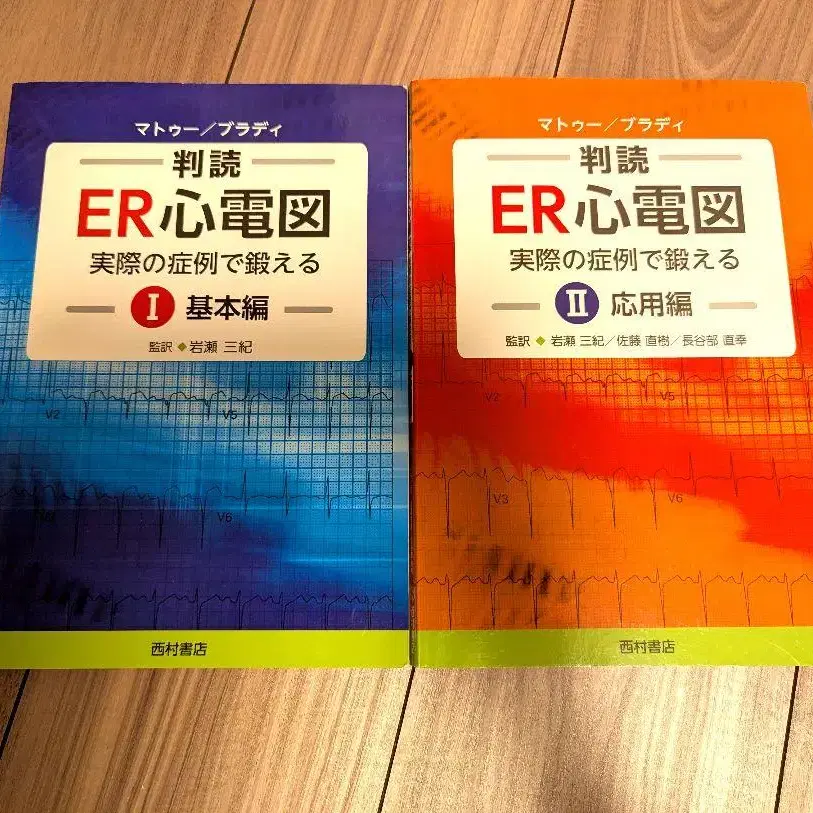 マトゥー／ブラディ
判読
ER心電図
実際の症例で鍛える
I 基本編
監訳◆岩瀬 三紀
V2
V5
V6
西村書店
マトゥー／ブラディ
判読
ER心電図
実際の症例で鍛える
II 応用編
監訳◆岩瀬 三紀／佐藤 直樹／長谷部 直幸
V2
V5
V3
V6
西村書店